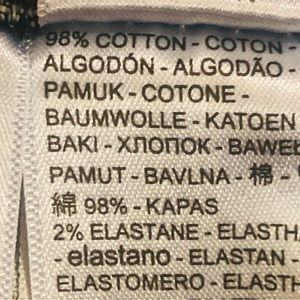 98% COTTON - COTON -
ALGODÓN - ALGODÃO -
PAMUK - COTONE -
BAUMWOLLE - KATOEN
BAKI - ХЛОПОК - BAWEŁ
PAMUT - BAVLNA - 棉 -
綿 98% - KAPAS
2% ELASTANE - ELASTH
- elastano - ELASTAN -
ELASTOMERO - ELASTH